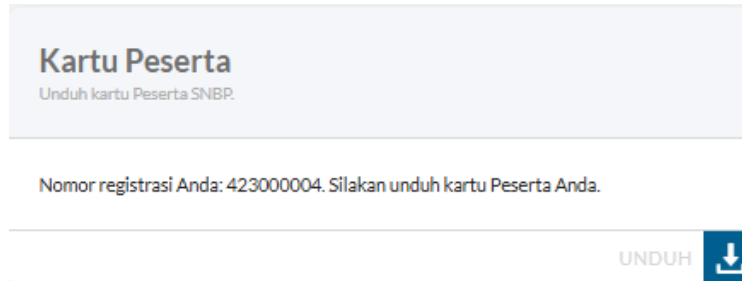 Kartu Peserta
Unduh kartu Peserta SNBP.
Nomor registrasi Anda: 423000004. Silakan unduh kartu Peserta Anda.
UNDUH